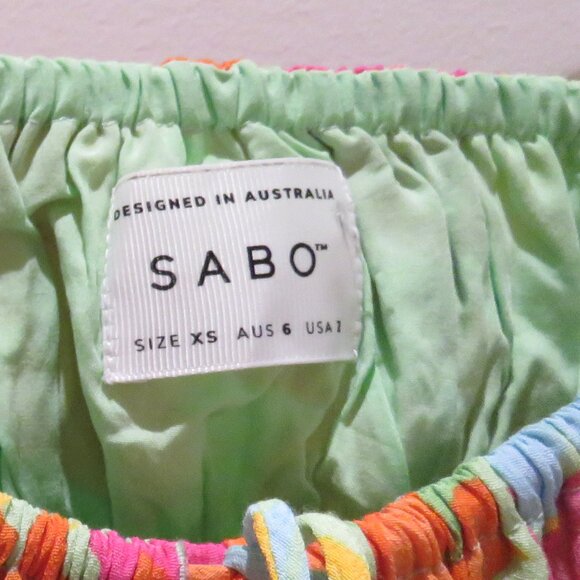 DESIGNED IN AUSTRALIA
SABO™
SIZE XS AUS 6 USA 2